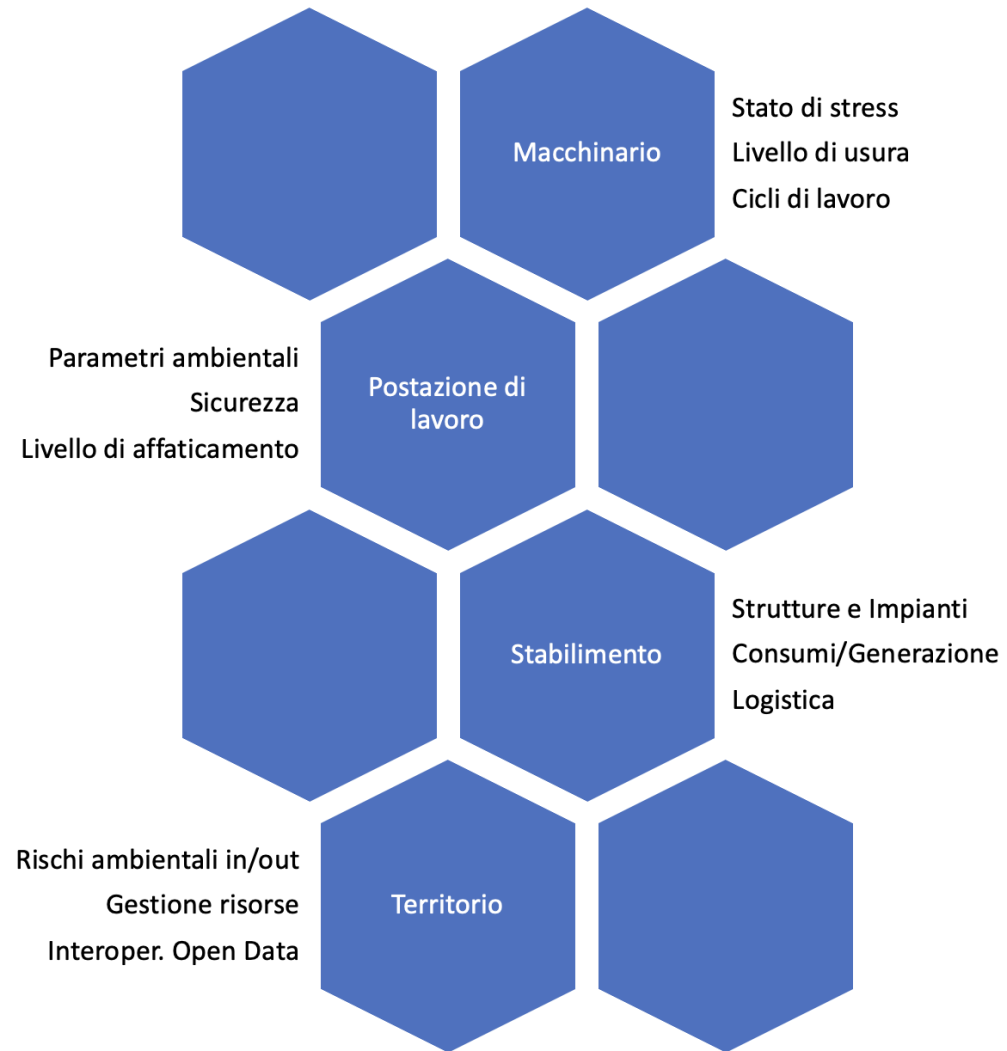 Macchinario
Stato di stress
Livello di usura
Cicli di lavoro
Parametri ambientali
Sicurezza
Livello di affaticamento
Postazione di
lavoro
Stabilimento
Strutture e Impianti
Consumi/Generazione
Logistica
Rischi ambientali in/out
Gestione risorse
Interoper. Open Data
Territorio